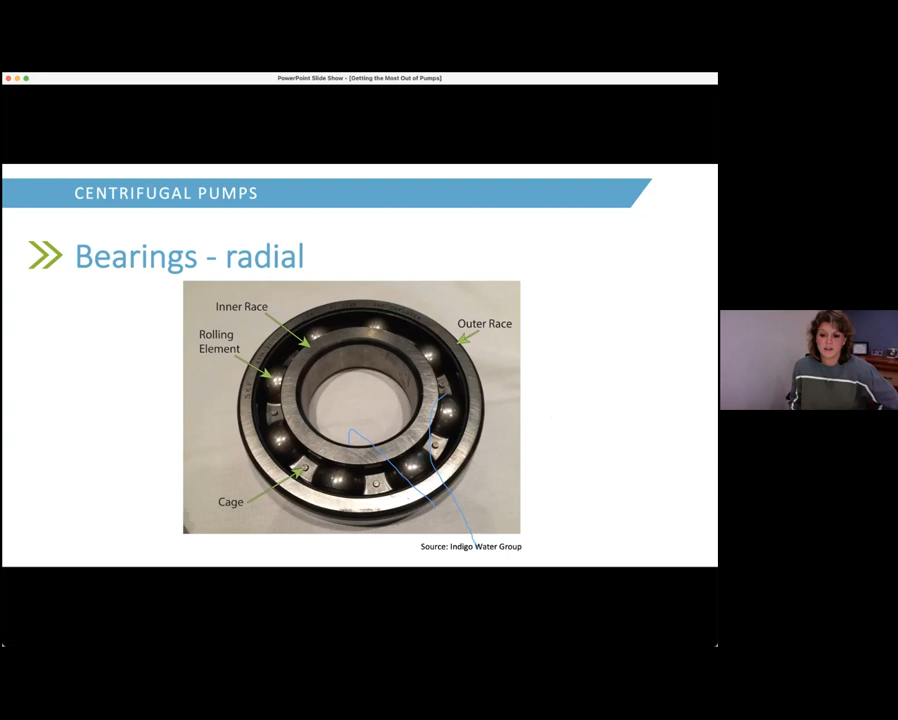 PowerPoint Slide Show - [Getting the Most Out of Pumps]
CENTRIFUGAL PUMPS
Bearings - radial
Inner Race
Outer Race
Rolling
Element
Cage
Source: Indigo Water Group